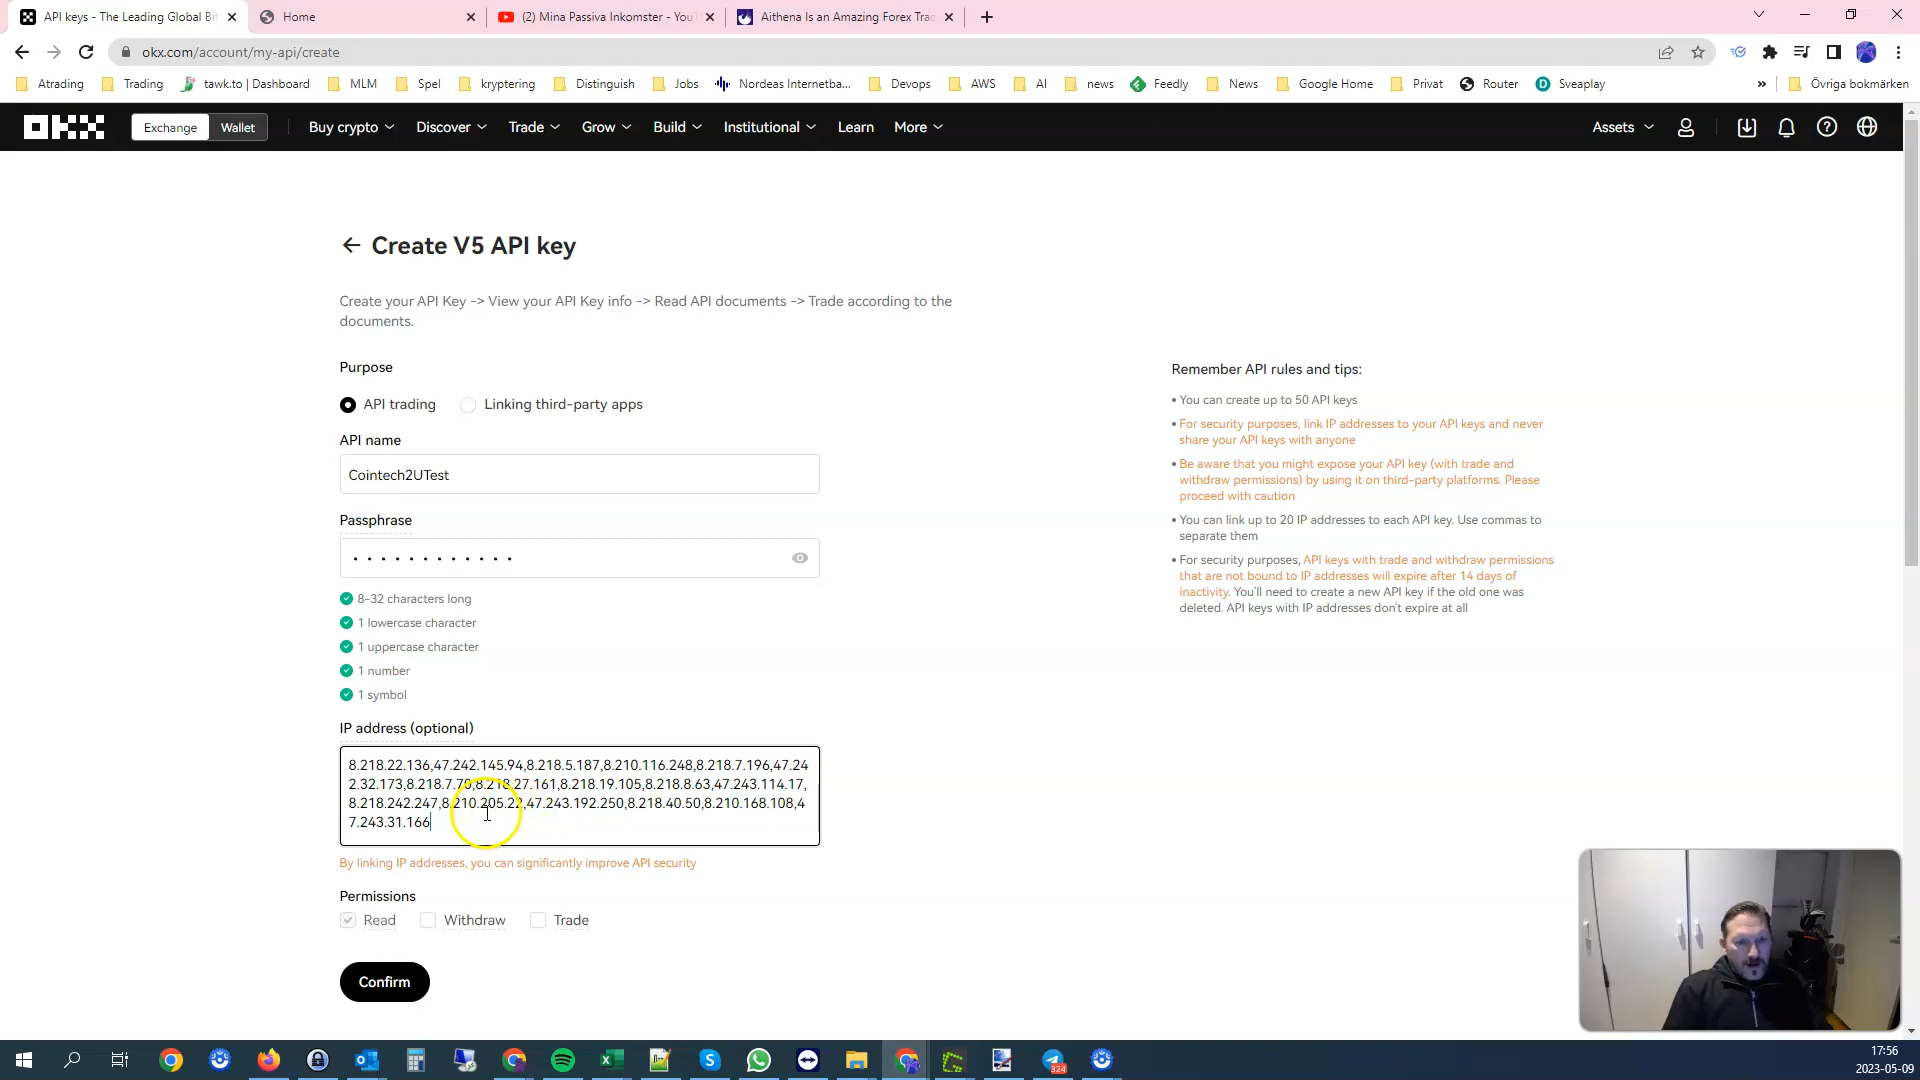 API keys - The Leading Global Bi
Home
(2) Mina Passiva Inkomster - You
Aithena Is an Amazing Forex Trac
okx.com/account/my-api/create
Atrading
Trading
tawk.to | Dashboard
MLM
Spel
kryptering
Distinguish
Jobs
Nordeas Internetba...
Devops
AWS
AI
news
Feedly
News
Google Home
Privat
Router
Sveaplay
»
Övriga bokmärken
OKX
Exchange
Wallet
Buy crypto
Discover
Trade
Grow
Build
Institutional
Learn
More
Assets
Create V5 API key
Create your API Key -> View your API Key info -> Read API documents -> Trade according to the
documents.
Purpose
API trading
Linking third-party apps
API name
Cointech2UTest
Passphrase
8-32 characters long
1 lowercase character
1 uppercase character
1 number
1 symbol
IP address (optional)
8.218.22.136,47.242.145.94,8.218.5.187,8.210.116.248,8.218.7.196,47.24
2.32.173,8.218.7.79,8.218.27.161,8.218.19.105,8.218.8.63,47.243.114.17,
8.218.242.247,8.210.205.22,47.243.192.250,8.218.40.50,8.210.168.108,4
7.243.31.166
By linking IP addresses, you can significantly improve API security
Permissions
Read
Withdraw
Trade
Confirm
Remember API rules and tips:
• You can create up to 50 API keys
• For security purposes, link IP addresses to your API keys and never
share your API keys with anyone
• Be aware that you might expose your API key (with trade and
withdraw permissions) by using it on third-party platforms. Please
proceed with caution
• You can link up to 20 IP addresses to each API key. Use commas to
separate them
• For security purposes, API keys with trade and withdraw permissions
that are not bound to IP addresses will expire after 14 days of
inactivity. You'll need to create a new API key if the old one was
deleted. API keys with IP addresses don't expire at all
324
17:56
2023-05-09